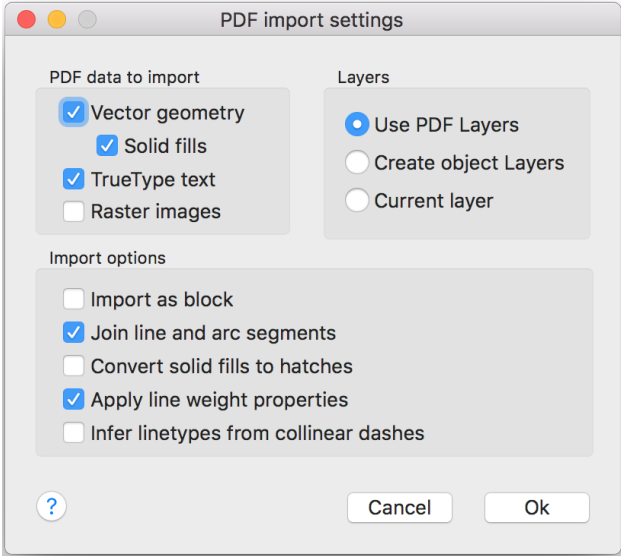 PDF import settings
PDF data to import
Vector geometry
Solid fills
TrueType text
Raster images
Layers
Use PDF Layers
Create object Layers
Current layer
Import options
Import as block
Join line and arc segments
Convert solid fills to hatches
Apply line weight properties
Infer linetypes from collinear dashes
?
Cancel
Ok